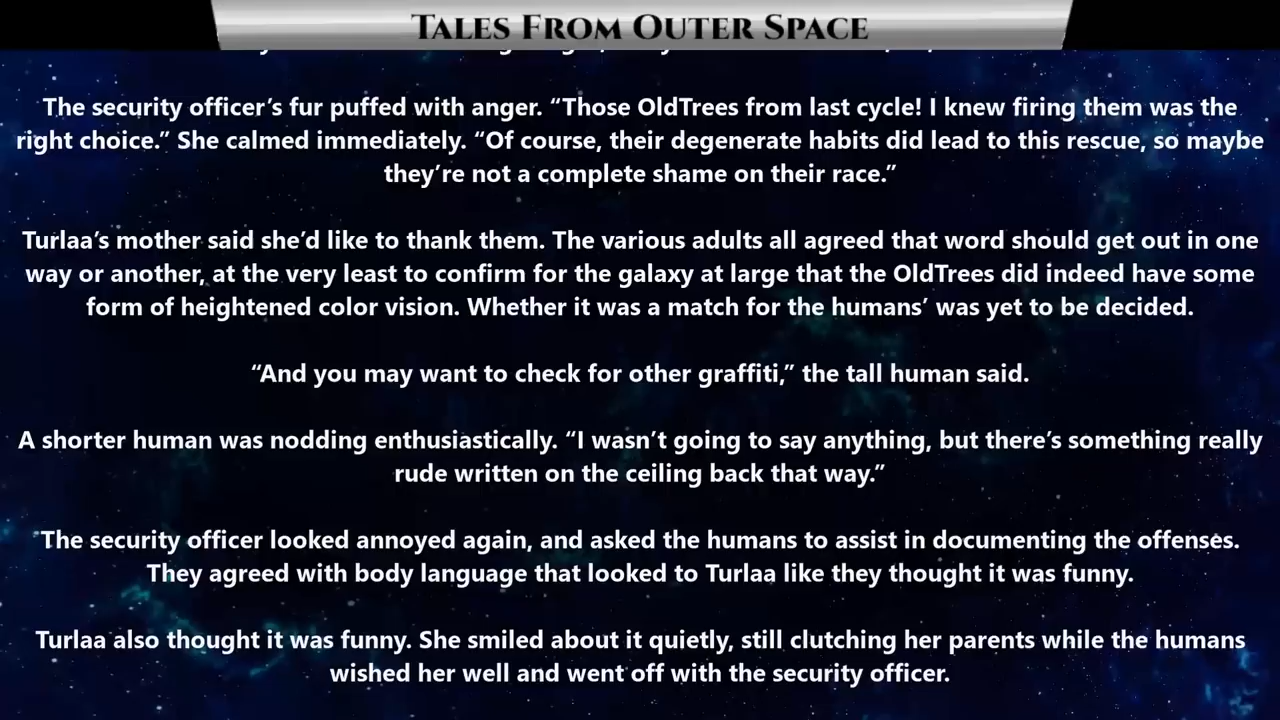 Tales From Outer Space
The security officer’s fur puffed with anger. “Those OldTrees from last cycle! I knew firing them was the
right choice.” She calmed immediately. “Of course, their degenerate habits did lead to this rescue, so maybe
they’re not a complete shame on their race.”
Turlaa’s mother said she’d like to thank them. The various adults all agreed that word should get out in one
way or another, at the very least to confirm for the galaxy at large that the OldTrees did indeed have some
form of heightened color vision. Whether it was a match for the humans’ was yet to be decided.
“And you may want to check for other graffiti,” the tall human said.
A shorter human was nodding enthusiastically. “I wasn’t going to say anything, but there’s something really
rude written on the ceiling back that way.”
The security officer looked annoyed again, and asked the humans to assist in documenting the offenses.
They agreed with body language that looked to Turlaa like they thought it was funny.
Turlaa also thought it was funny. She smiled about it quietly, still clutching her parents while the humans
wished her well and went off with the security officer.